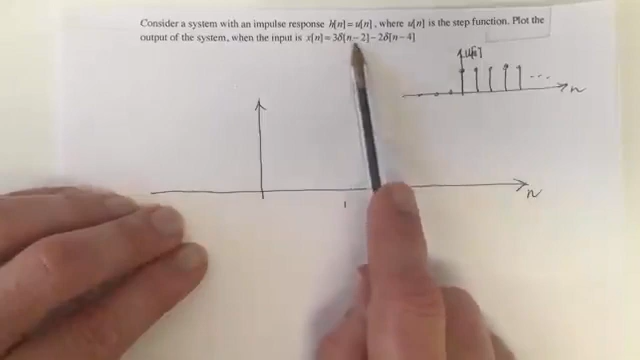 Consider a system with an impulse response h[n]=u[n], where u[n] is the step function. Plot the
output of the system, when the input is x[n]=3δ[n−2]−2δ[n−4]
u[n]
...
n
n